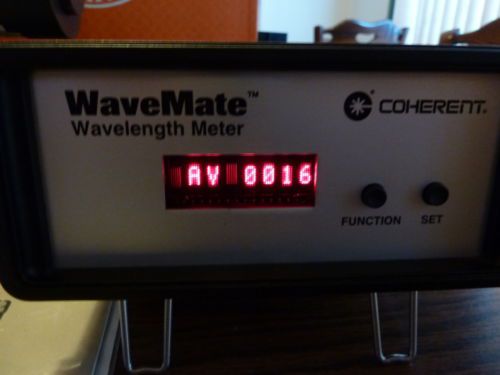 WaveMate™
Wavelength Meter
COHERENT.
AV 0016
FUNCTION
SET